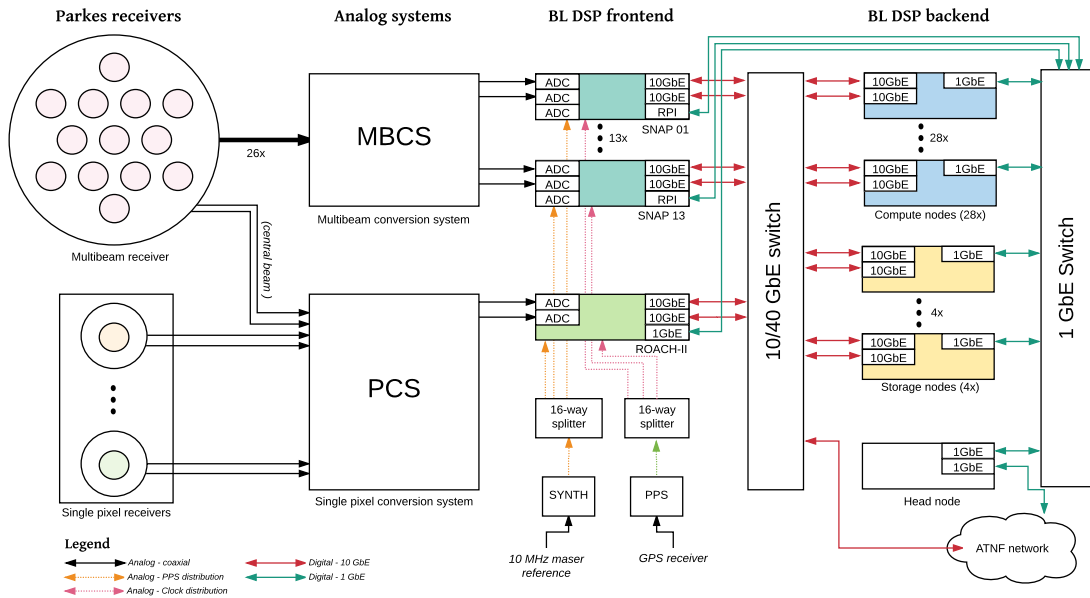 Parkes receivers
Analog systems
BL DSP frontend
BL DSP backend
26x
Multibeam receiver
(central beam )
Single pixel receivers
MBCS
Multibeam conversion system
PCS
Single pixel conversion system
ADC
ADC
ADC
10GbE
10GbE
RPI
SNAP 01
13x
ADC
ADC
ADC
10GbE
10GbE
RPI
SNAP 13
ADC
ADC
10GbE
10GbE
1GbE
ROACH-II
16-way
splitter
16-way
splitter
SYNTH
PPS
10 MHz maser
reference
GPS receiver
10/40 GbE switch
10GbE
10GbE
1GbE
28x
10GbE
10GbE
1GbE
Compute nodes (28x)
10GbE
10GbE
1GbE
4x
10GbE
10GbE
1GbE
Storage nodes (4x)
1GbE
1GbE
Head node
1 GbE Switch
ATNF network
Legend
Analog - coaxial
Analog - PPS distribution
Analog - Clock distribution
Digital - 10 GbE
Digital - 1 GbE